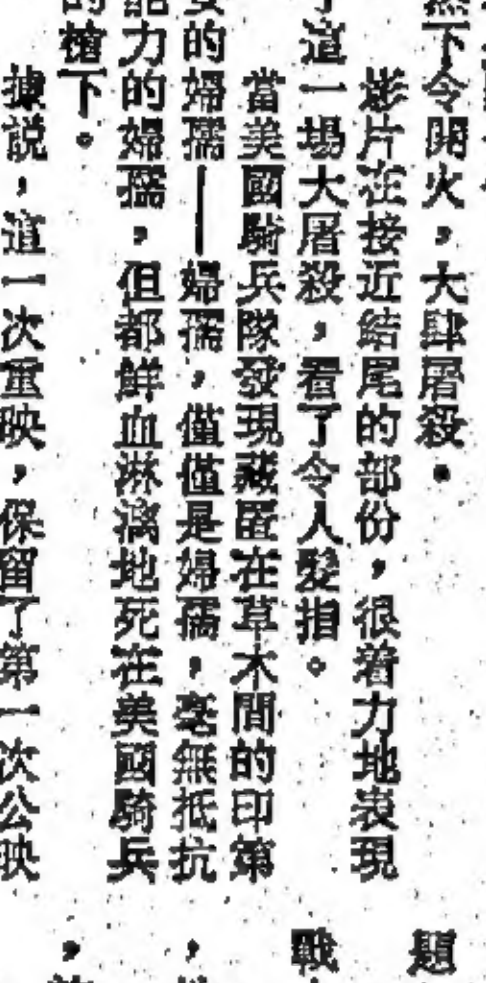 然下令開火，大肆屠殺。
影片在接近結尾的部份，很着力地表現
了這一場大屠殺，看了令人髮指。
當美國騎兵隊發現藏匿在草木間的印第
安的婦孺——婦孺，僅僅是婦孺，毫無抵抗
能力的婦孺，但都鮮血淋漓地死在美國騎兵
的槍下。
據說，這一次重映，保留了第一次公映
題
戰
，
，